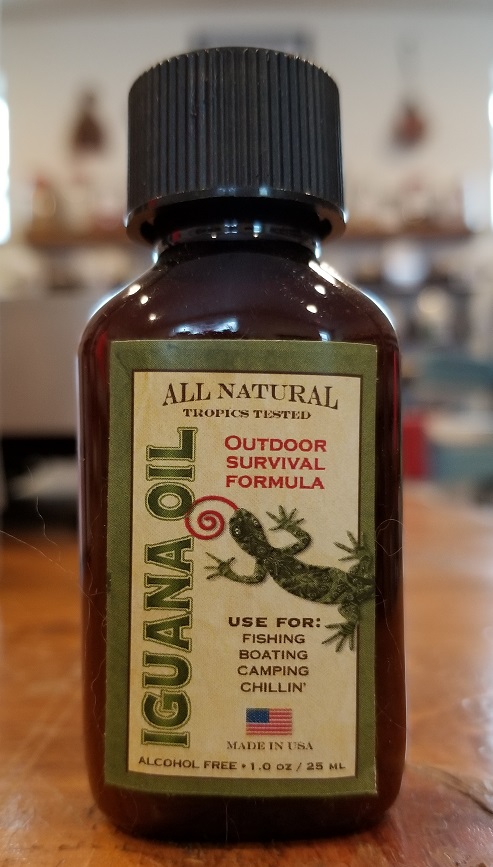 ALL NATURAL
TROPICS TESTED
IGUANA OIL
OUTDOOR
SURVIVAL
FORMULA
USE FOR:
FISHING
BOATING
CAMPING
CHILLIN'
MADE IN USA
ALCOHOL FREE • 1.0 OZ / 25 ML